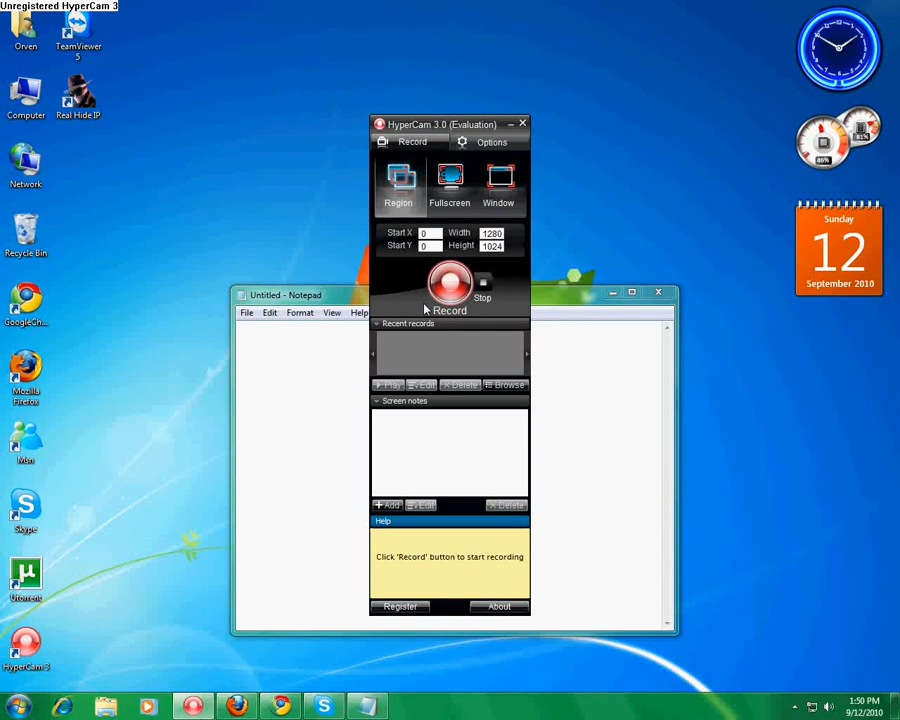 Unregistered HyperCam 3
Orven
TeamViewer 5
Computer
Real Hide IP
Network
Recycle Bin
GoogleCh...
Mozilla Firefox
Msn
Skype
Utorrent
HyperCam 3
HyperCam 3.0 (Evaluation)
Record Options
Region Fullscreen Window
Start X 0 Width 1280
Start Y 0 Height 1024
Stop
Record
Recent records
Play Edit Delete Browse
Screen notes
Add Edit Delete
Help
Click 'Record' button to start recording
Register About
Untitled - Notepad
File Edit Format View Help
Sunday
12
September 2010
1:50 PM
9/12/2010